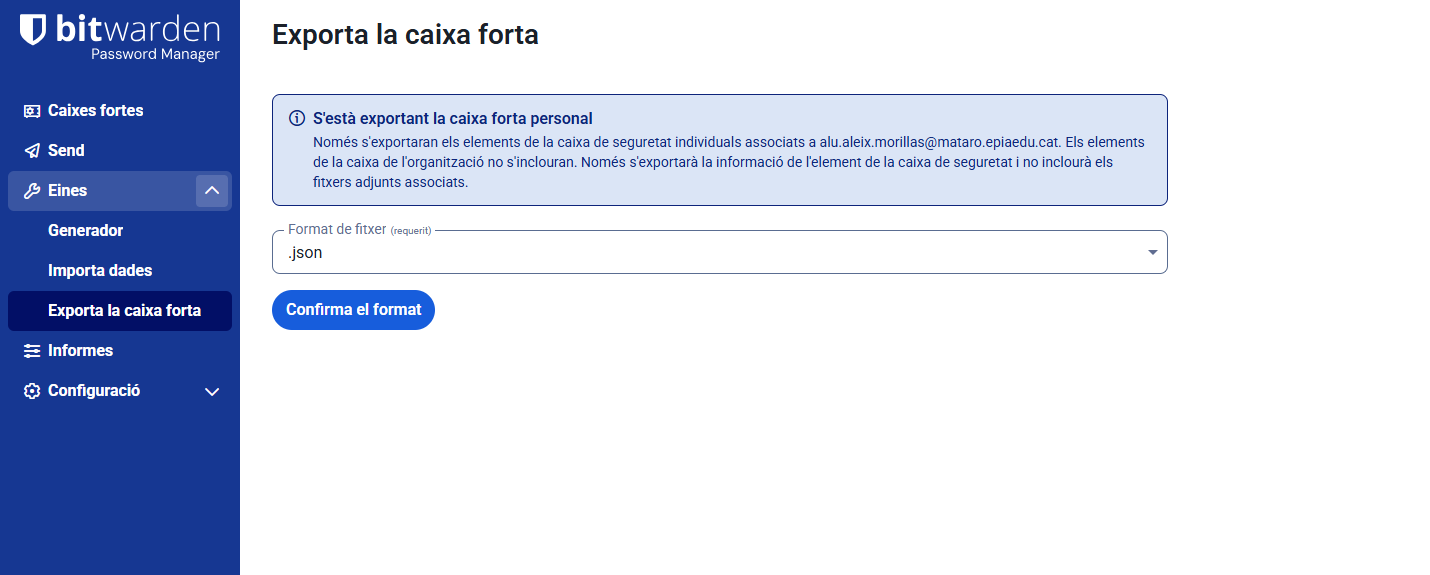 bitwarden
Password Manager
Caixes fortes
Send
Eines
Generador
Importa dades
Exporta la caixa forta
Informes
Configuració
Exporta la caixa forta
S'està exportant la caixa forta personal
Només s'exportaran els elements de la caixa de seguretat individuals associats a alu.aleix.morillas@mataro.epiaedu.cat. Els elements
de la caixa de l'organització no s'inclouran. Només s'exportarà la informació de l'element de la caixa de seguretat i no inclourà els
fitxers adjunts associats.
Format de fitxer (requerit)
.json
Confirma el format